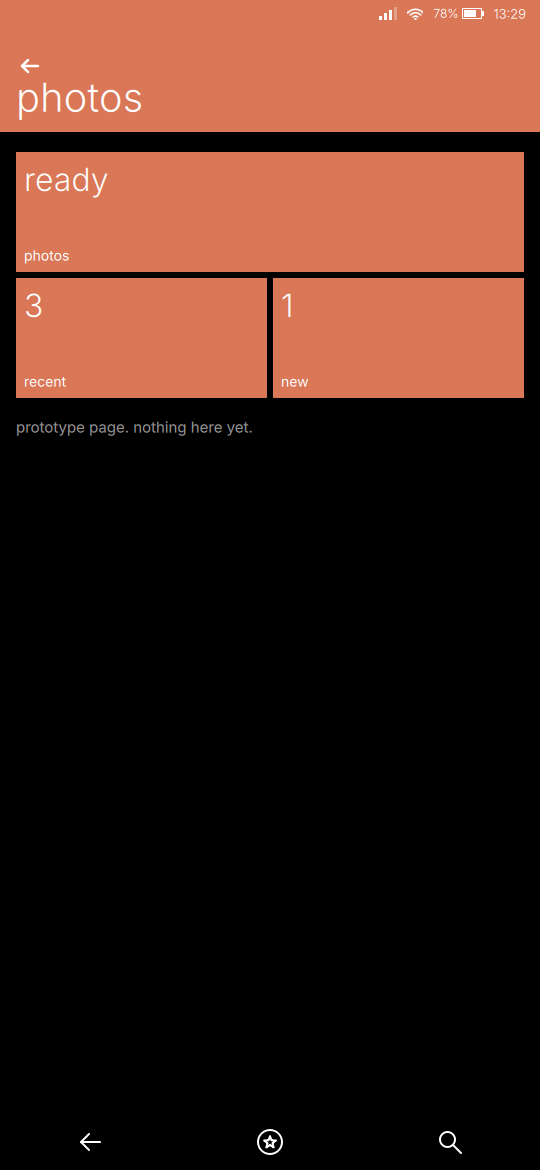 78% 13:29
photos
ready
photos
3
recent
1
new
prototype page. nothing here yet.